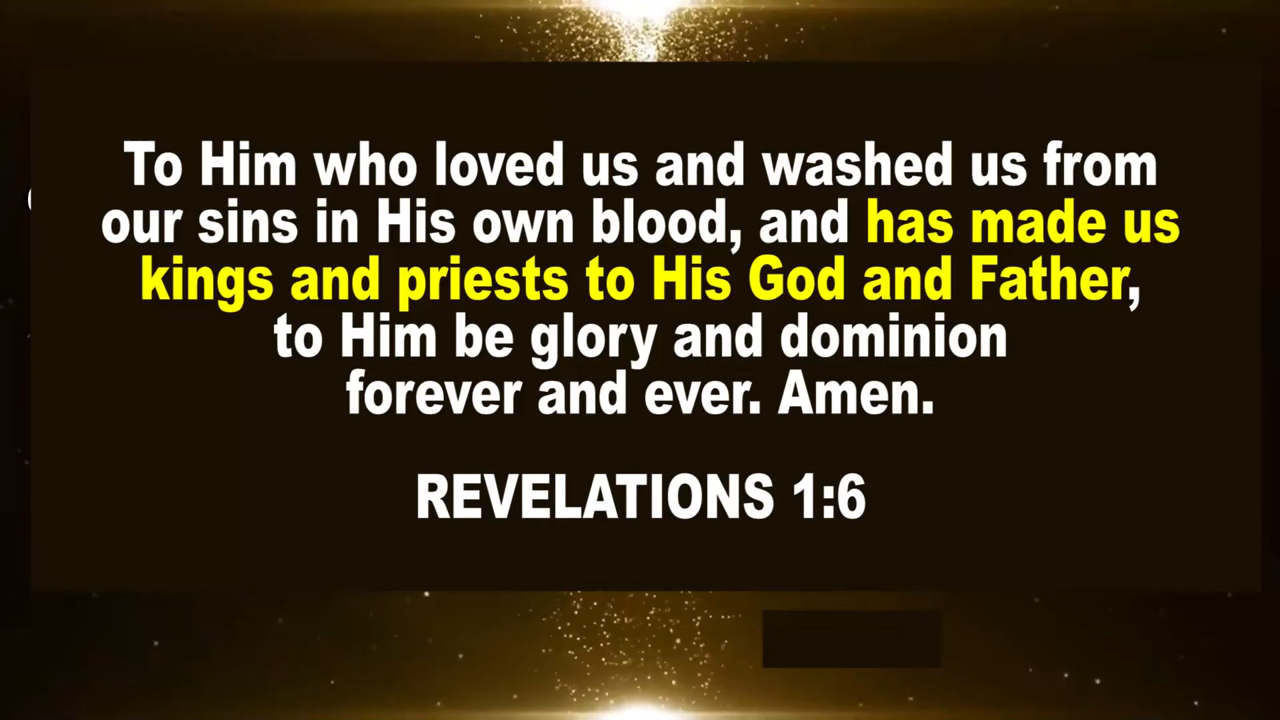 To Him who loved us and washed us from
our sins in His own blood, and has made us
kings and priests to His God and Father,
to Him be glory and dominion
forever and ever. Amen.
REVELATIONS 1:6